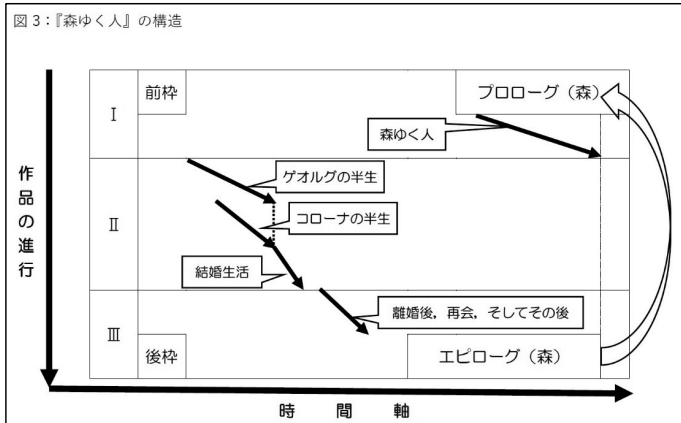 図3:『森ゆく人』の構造
前枠
プロローグ(森)
Ⅰ
森ゆく人
ゲオルグの半生
作品の進行
Ⅱ
コローナの半生
結婚生活
離婚後,再会,そしてその後
Ⅲ
後枠
エピローグ(森)
時間軸